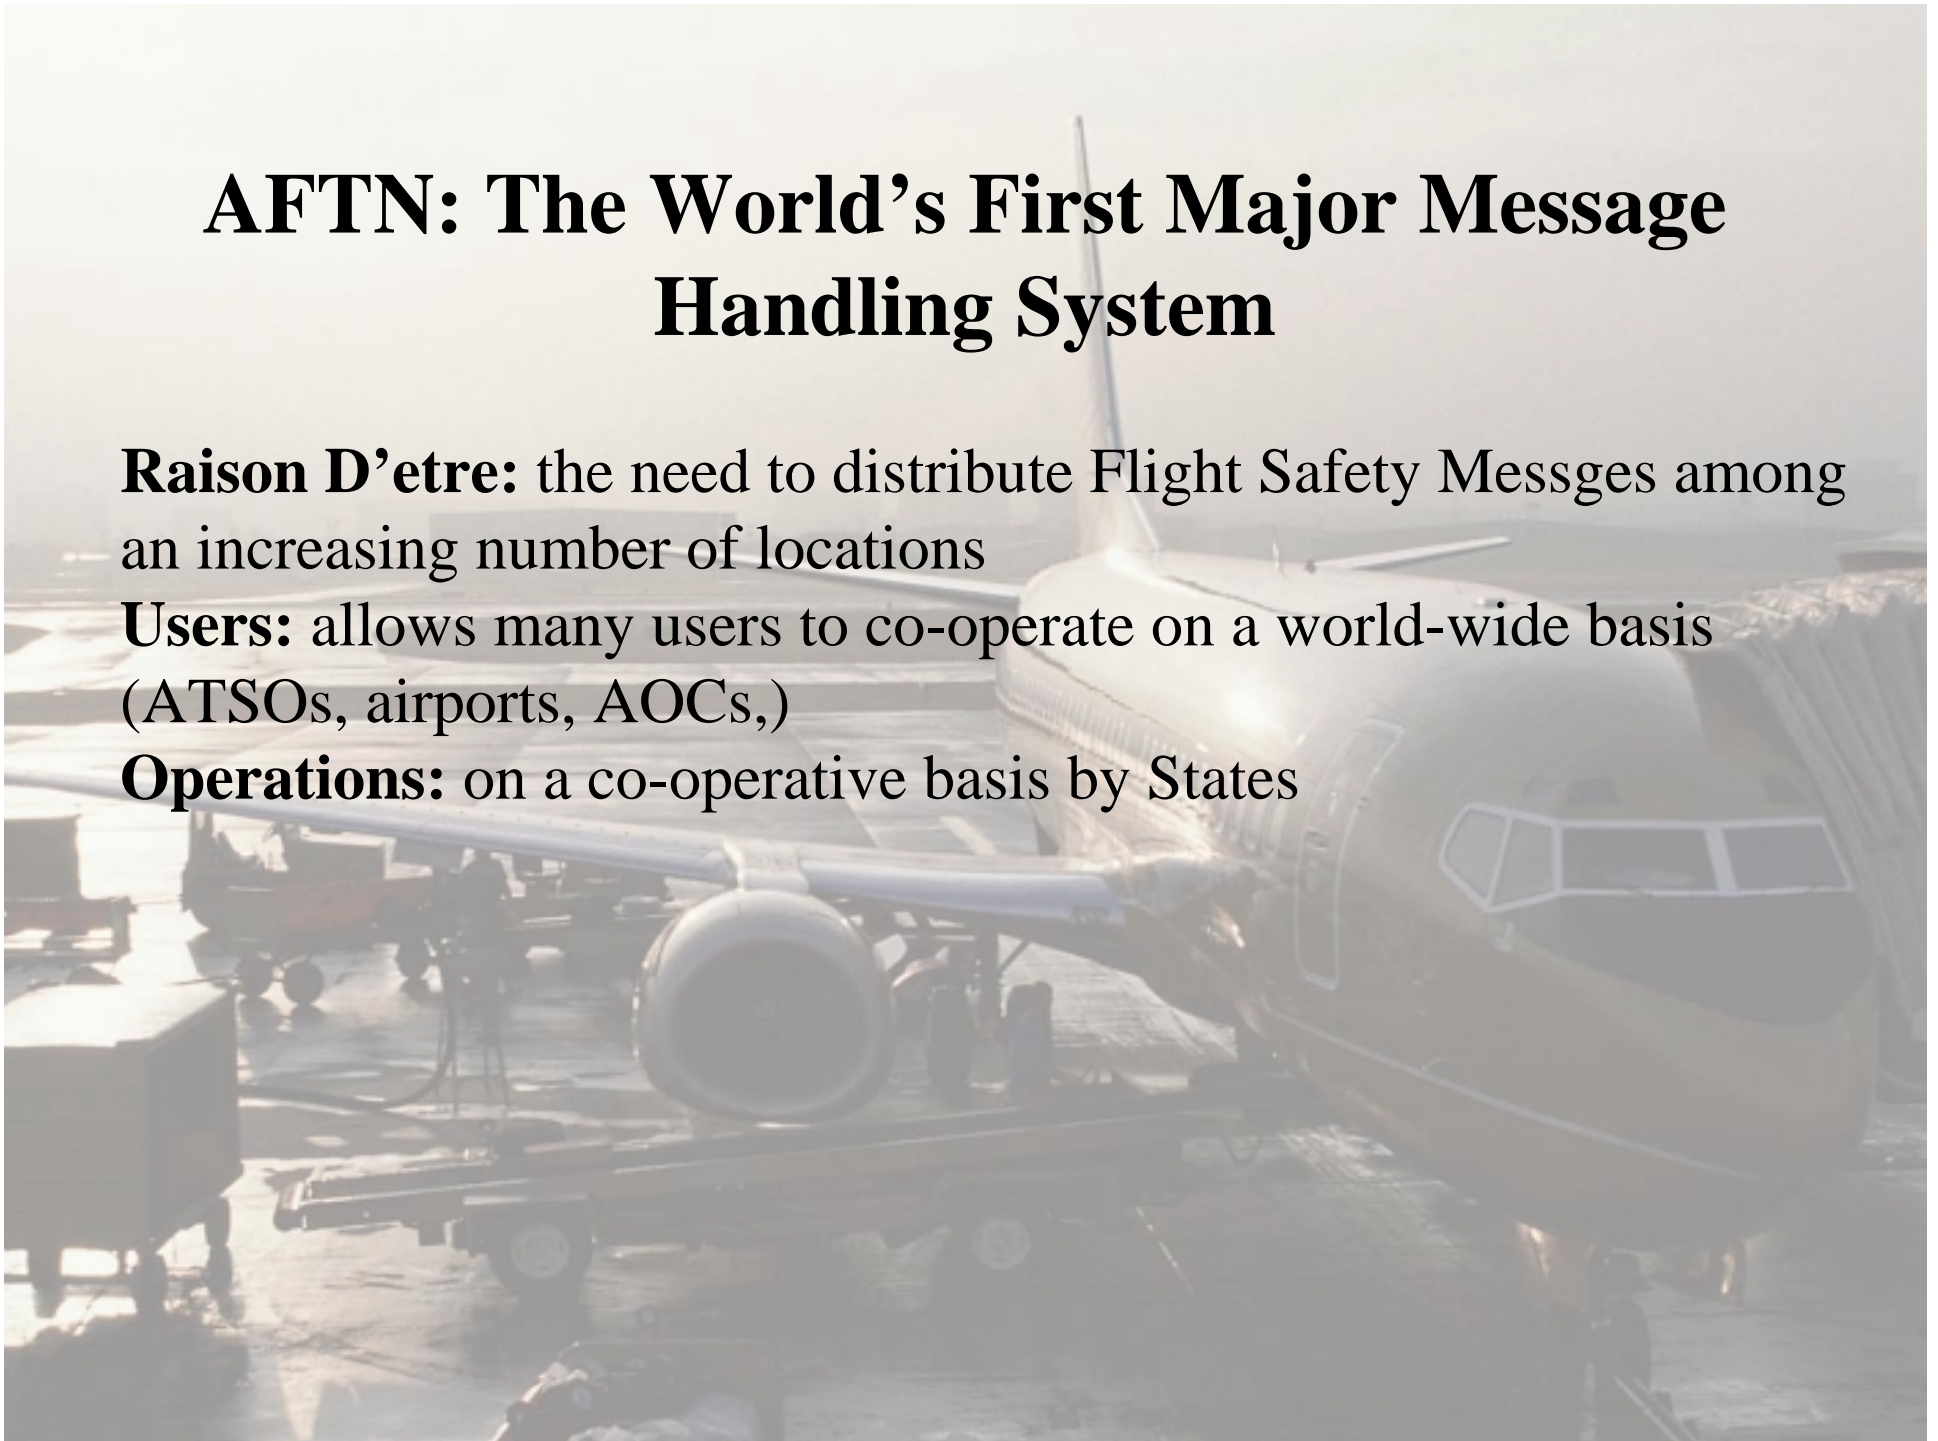 AFTN: The World’s First Major Message
Handling System
Raison D’etre: the need to distribute Flight Safety Messges among
an increasing number of locations
Users: allows many users to co-operate on a world-wide basis
(ATSOs, airports, AOCs,)
Operations: on a co-operative basis by States